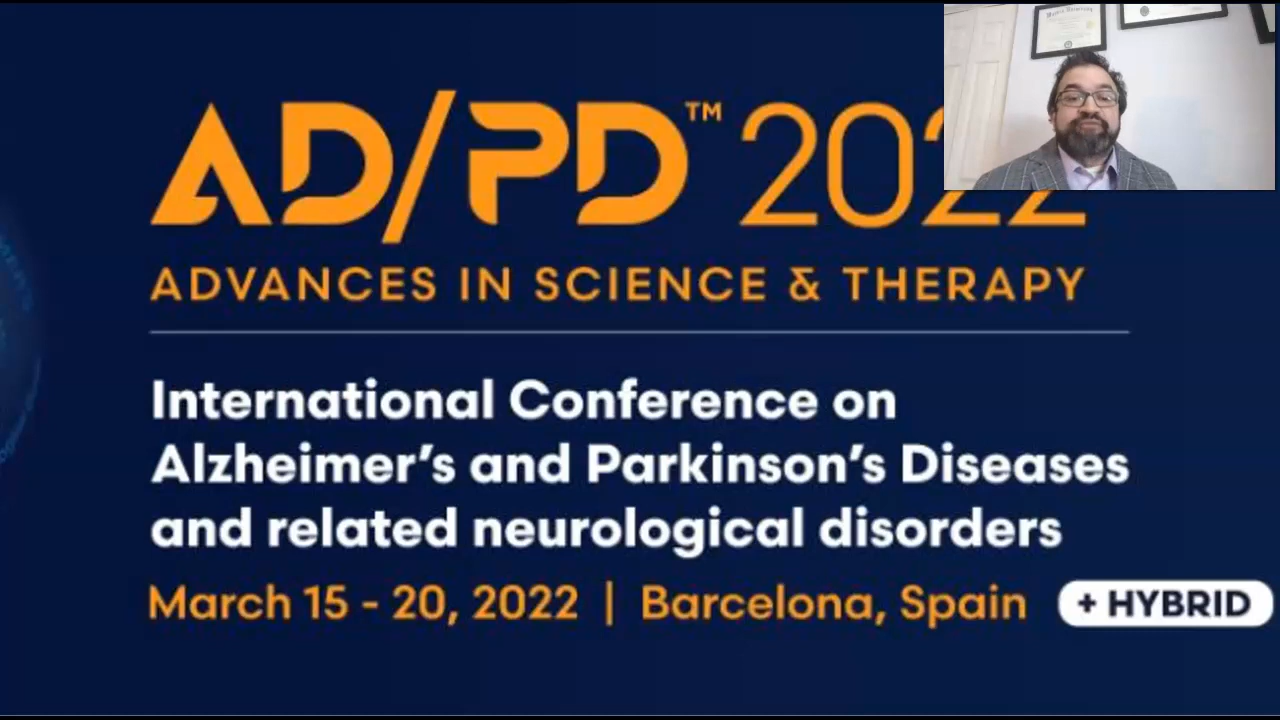 AD/PD™ 2022
ADVANCES IN SCIENCE & THERAPY
International Conference on
Alzheimer’s and Parkinson’s Diseases
and related neurological disorders
March 15 - 20, 2022 | Barcelona, Spain + HYBRID